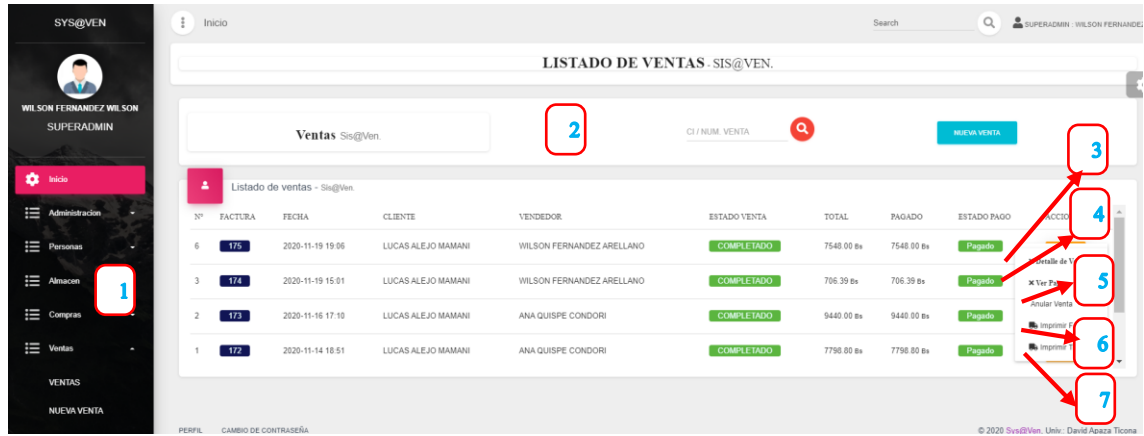 SYS@VEN
WILSON FERNANDEZ WILSON
SUPERADMIN
Inicio
Administracion
Personas
Almacen
1
Compras
Ventas
VENTAS
NUEVA VENTA
Inicio
Search
SUPERADMIN : WILSON FERNANDEZ
LISTADO DE VENTAS - SIS@VEN.
Ventas Sis@Ven.
2
CI / NUM. VENTA
NUEVA VENTA
3
Listado de ventas - Sis@Ven.
N° FACTURA FECHA CLIENTE VENDEDOR ESTADO VENTA TOTAL PAGADO ESTADO PAGO ACCIO
4
6 175 2020-11-19 19:06 LUCAS ALEJO MAMANI WILSON FERNANDEZ ARELLANO COMPLETADO 7548.00 Bs 7548.00 Bs Pagado
Detalle de V
3 174 2020-11-19 15:01 LUCAS ALEJO MAMANI WILSON FERNANDEZ ARELLANO COMPLETADO 706.39 Bs 706.39 Bs Pagado
Ver
5
Anular Venta
2 173 2020-11-16 17:10 LUCAS ALEJO MAMANI ANA QUISPE CONDORI COMPLETADO 9440.00 Bs 9440.00 Bs Pagado
Imprimir F
6
1 172 2020-11-14 18:51 LUCAS ALEJO MAMANI ANA QUISPE CONDORI COMPLETADO 7798.80 Bs 7798.80 Bs Pagado
Imprimir T
7
PERFIL CAMBIO DE CONTRASEÑA
© 2020 Sys@Ven. Univ.: David Apaza Ticona